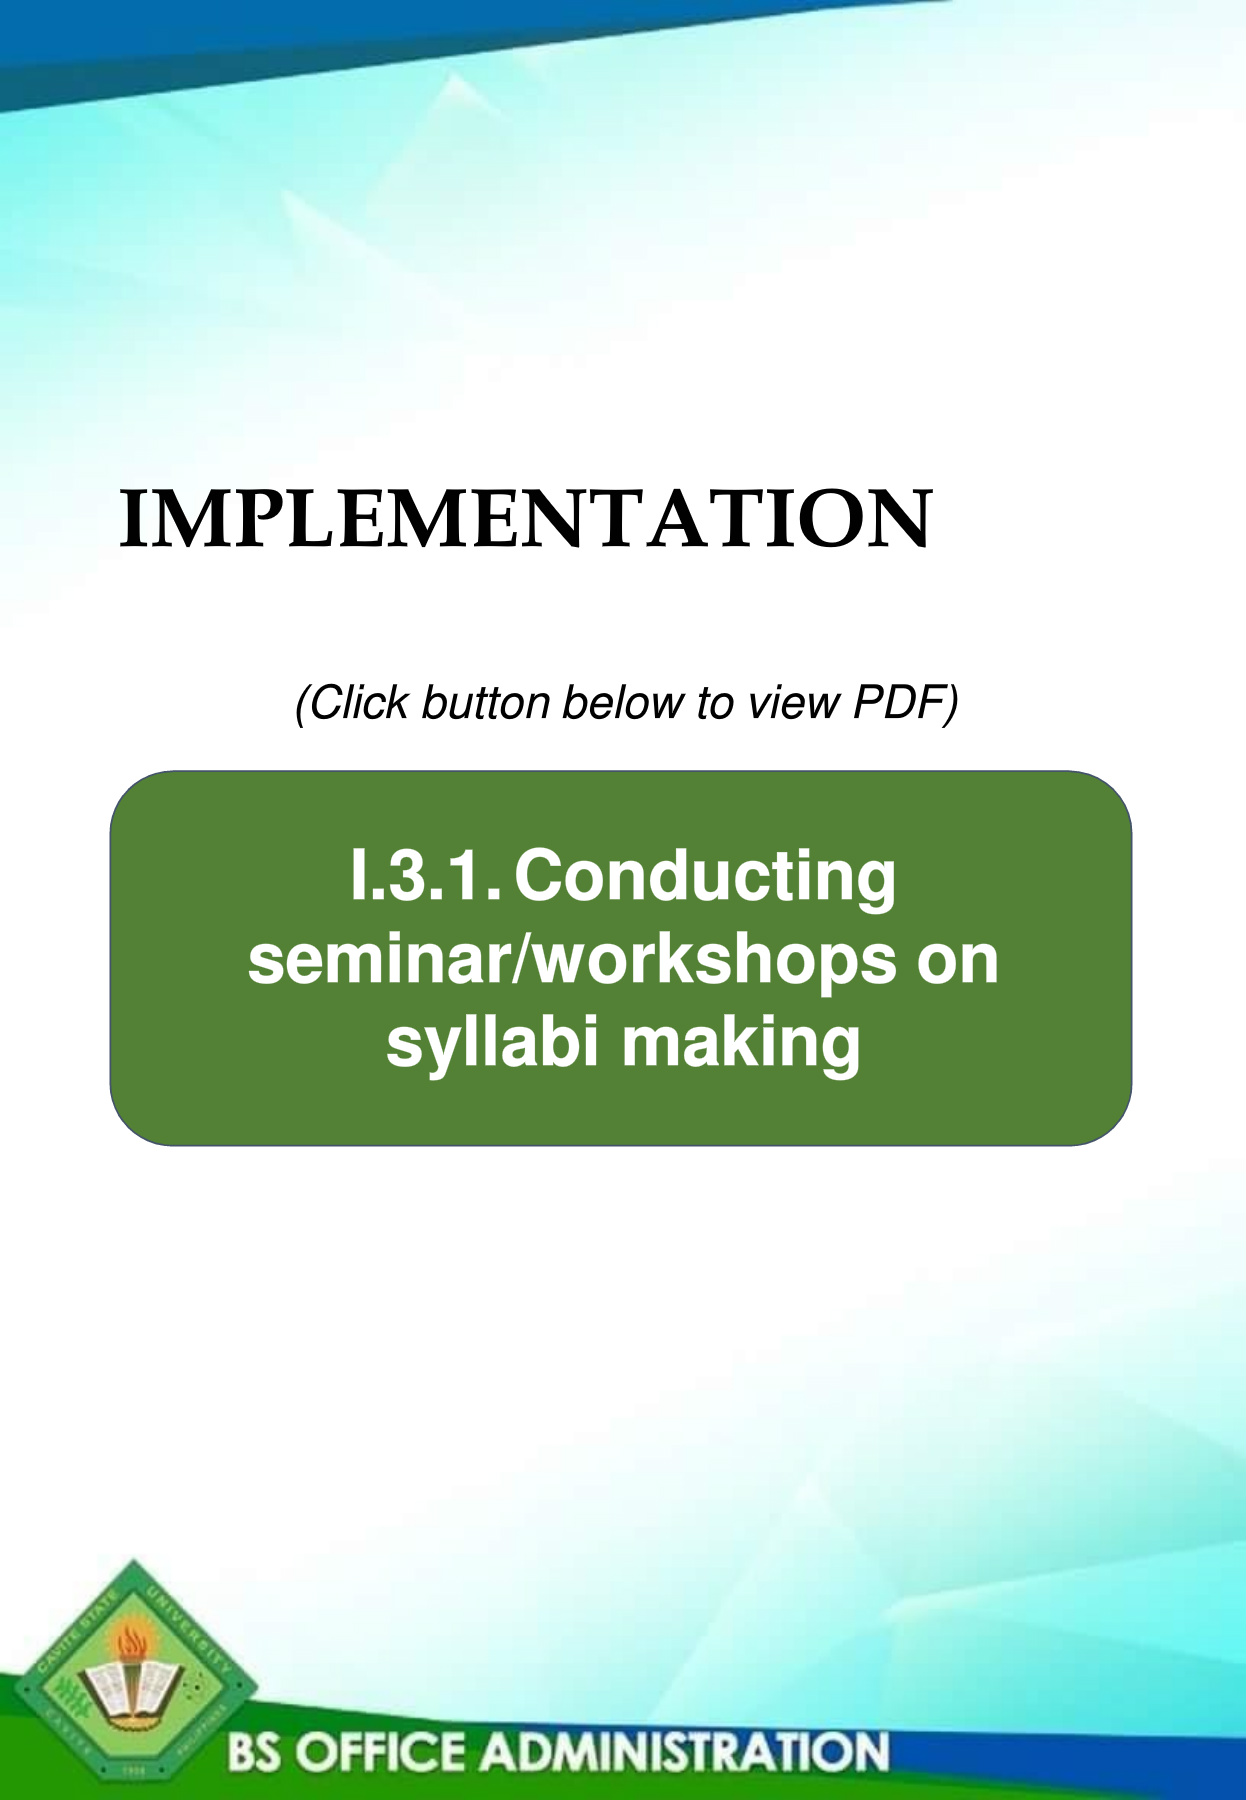 IMPLEMENTATION
(Click button below to view PDF)
I.3.1. Conducting
seminar/workshops on
syllabi making
CAVITE STATE UNIVERSITY
CAVITE PHILIPPINES
1906
BS OFFICE ADMINISTRATION